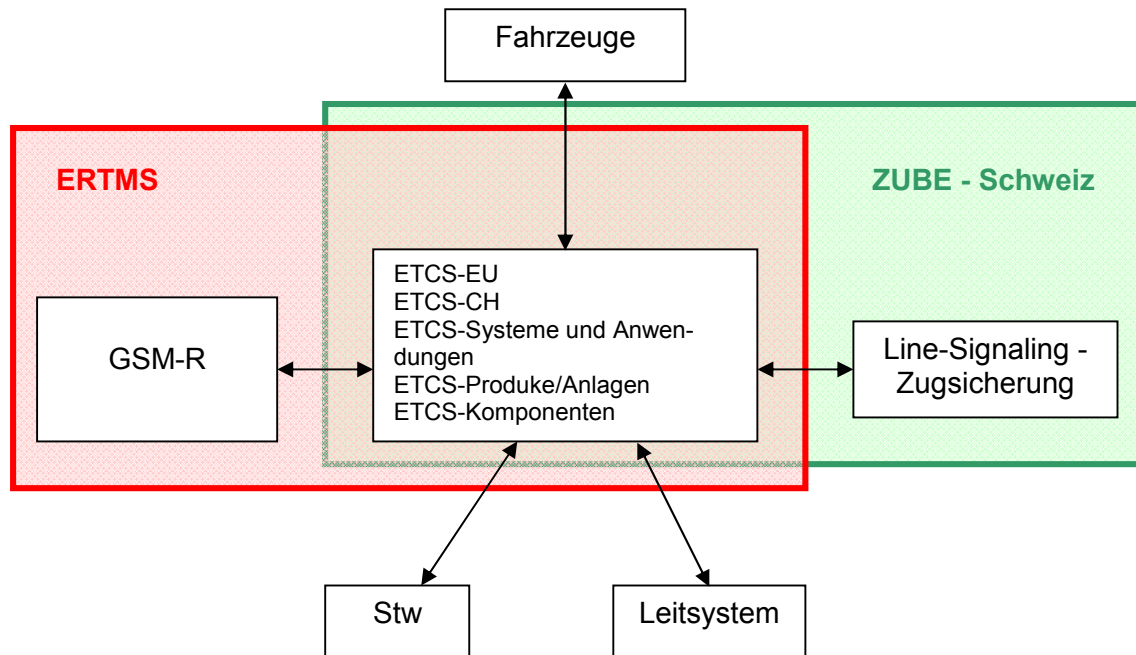 Fahrzeuge
ERTMS
ZUBE - Schweiz
ETCS-EU
ETCS-CH
ETCS-Systeme und Anwen-
dungen
ETCS-Produke/Anlagen
ETCS-Komponenten
GSM-R
Line-Signaling -
Zugsicherung
Stw
Leitsystem